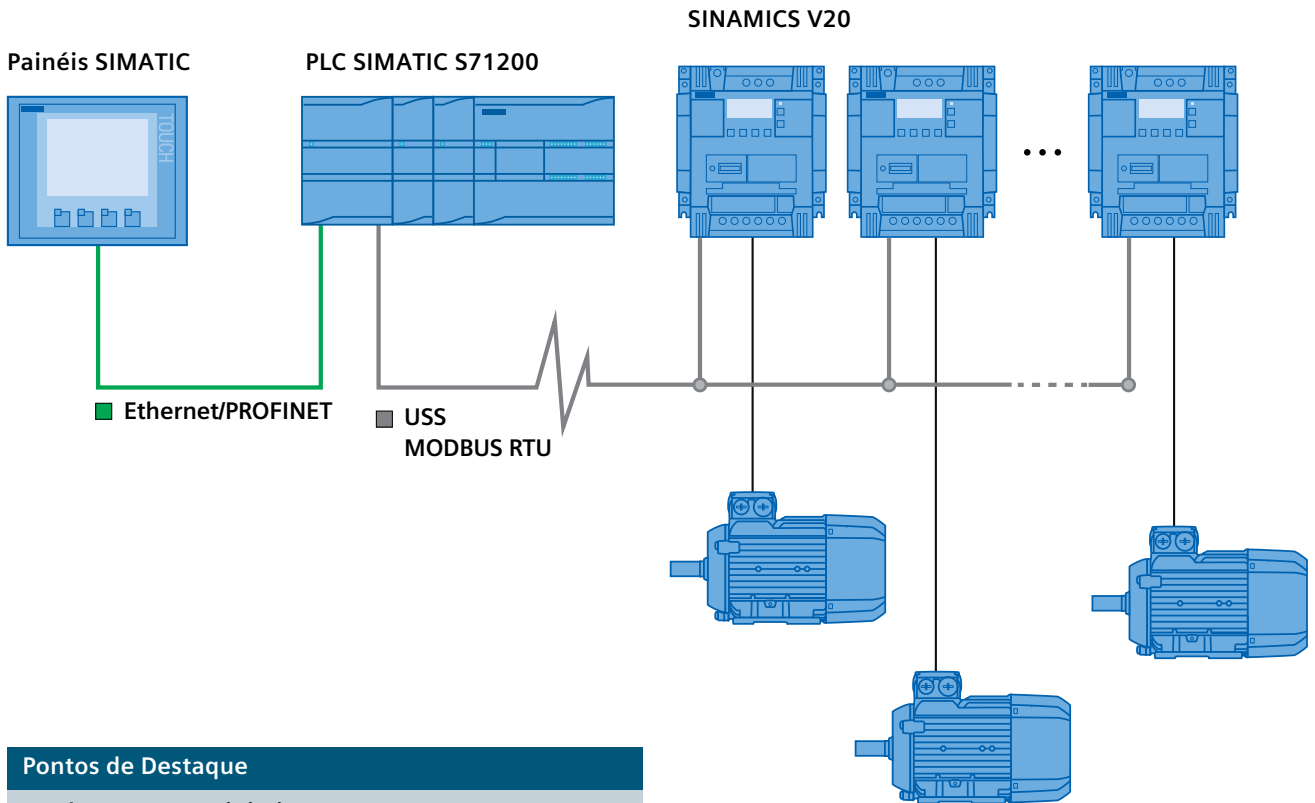 SINAMICS V20
Painéis SIMATIC
PLC SIMATIC S71200
TOUCH
...
Ethernet/PROFINET
USS
MODBUS RTU
Pontos de Destaque